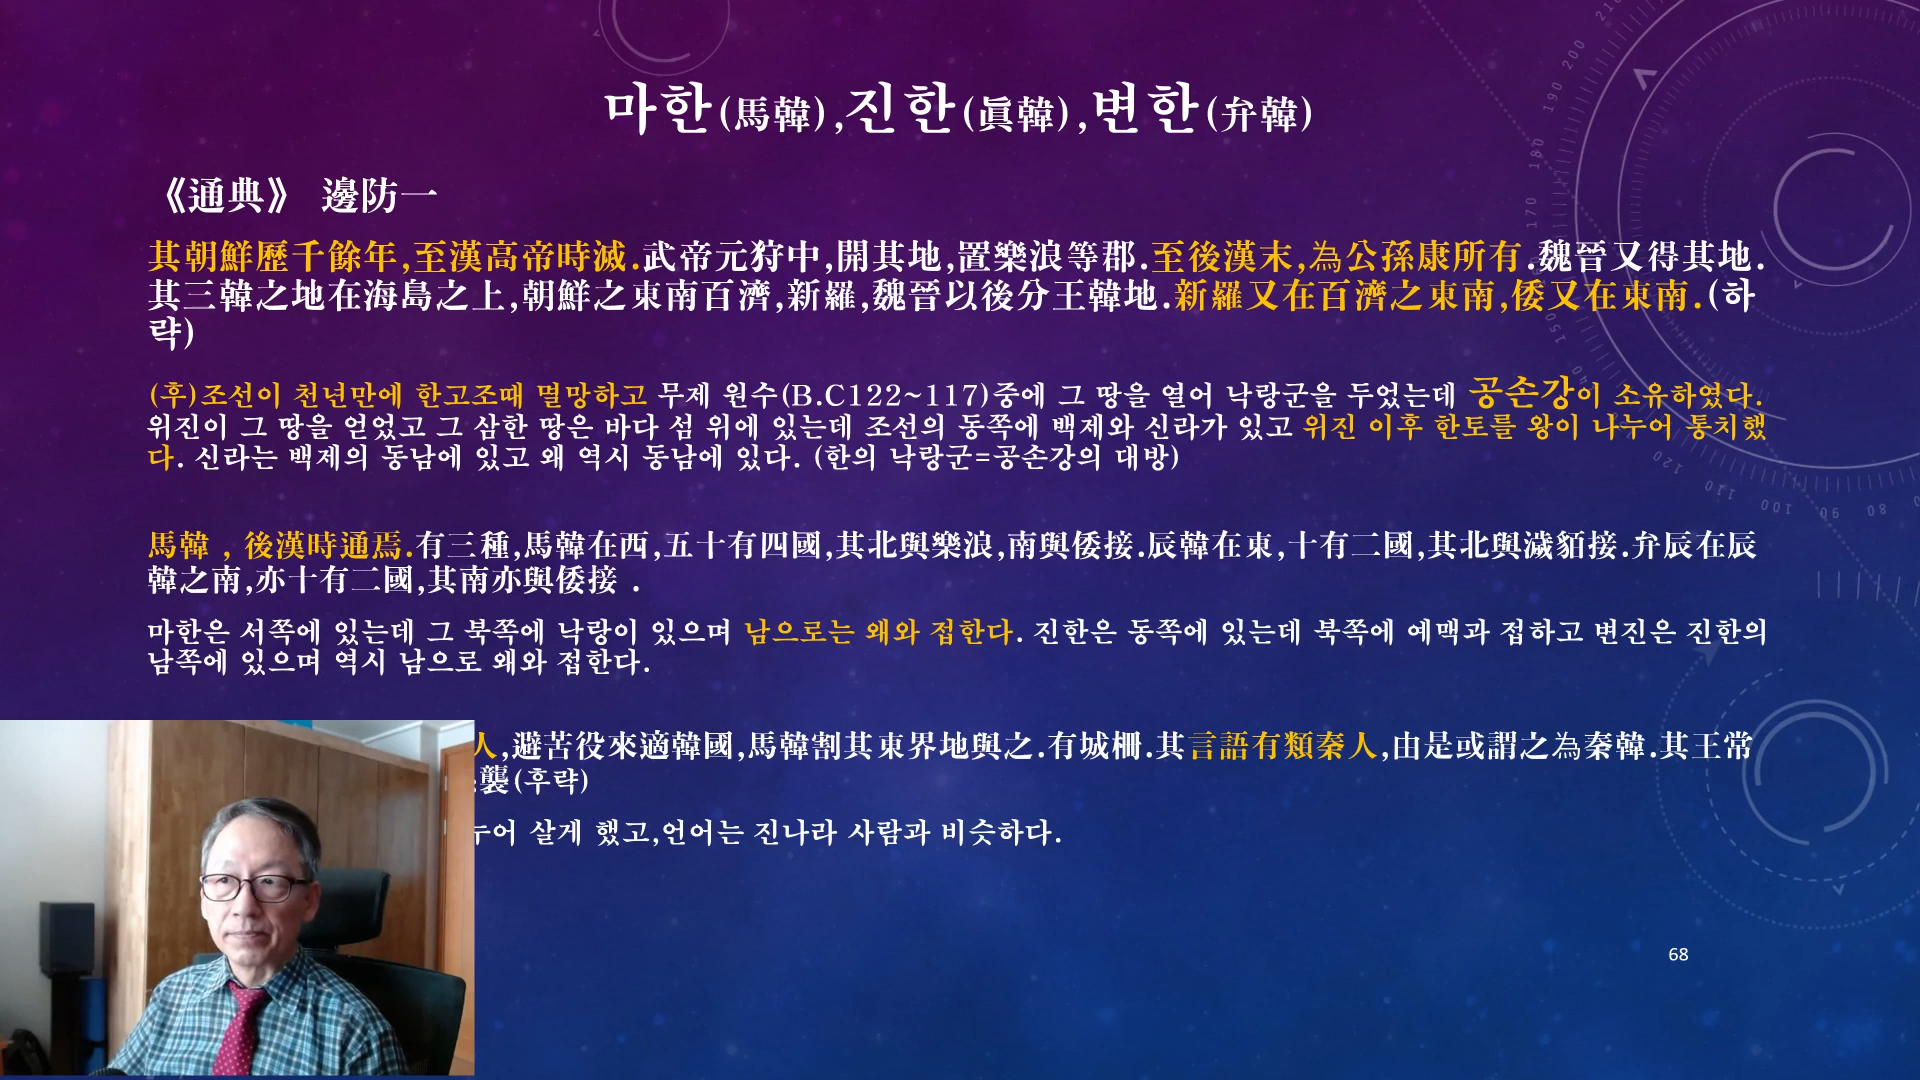 마한(馬韓),진한(眞韓),변한(弁韓)
《通典》 邊防一
其朝鮮歷千餘年,至漢高帝時滅.武帝元狩中,開其地,置樂浪等郡.至後漢末,為公孫康所有.魏晉又得其地.
其三韓之地在海島之上,朝鮮之東南百濟,新羅,魏晉以後分王韓地.新羅又在百濟之東南,倭又在東南.(하
략)
(후)조선이 천년만에 한고조때 멸망하고 무제 원수(B.C122~117)중에 그 땅을 열어 낙랑군을 두었는데 공손강이 소유하였다.
위진이 그 땅을 얻었고 그 삼한 땅은 바다 섬 위에 있는데 조선의 동쪽에 백제와 신라가 있고 위진 이후 한토를 왕이 나누어 통치했
다. 신라는 백제의 동남에 있고 왜 역시 동남에 있다. (한의 낙랑군=공손강의 대방)
馬韓 , 後漢時通焉.有三種,馬韓在西,五十有四國,其北與樂浪,南與倭接.辰韓在東,十有二國,其北與濊貊接.弁辰在辰
韓之南,亦十有二國,其南亦與倭接 .
마한은 서쪽에 있는데 그 북쪽에 낙랑이 있으며 남으로는 왜와 접한다. 진한은 동쪽에 있는데 북쪽에 예맥과 접하고 변진은 진한의
남쪽에 있으며 역시 남으로 왜와 접한다.
人,避苦役來適韓國,馬韓割其東界地與之.有城柵.其言語有類秦人,由是或謂之為秦韓.其王常
襲(후략)
살게 했고,언어는 진나라 사람과 비슷하다.
68
210
200
190
180
170
150
140
120
110
100
90
80